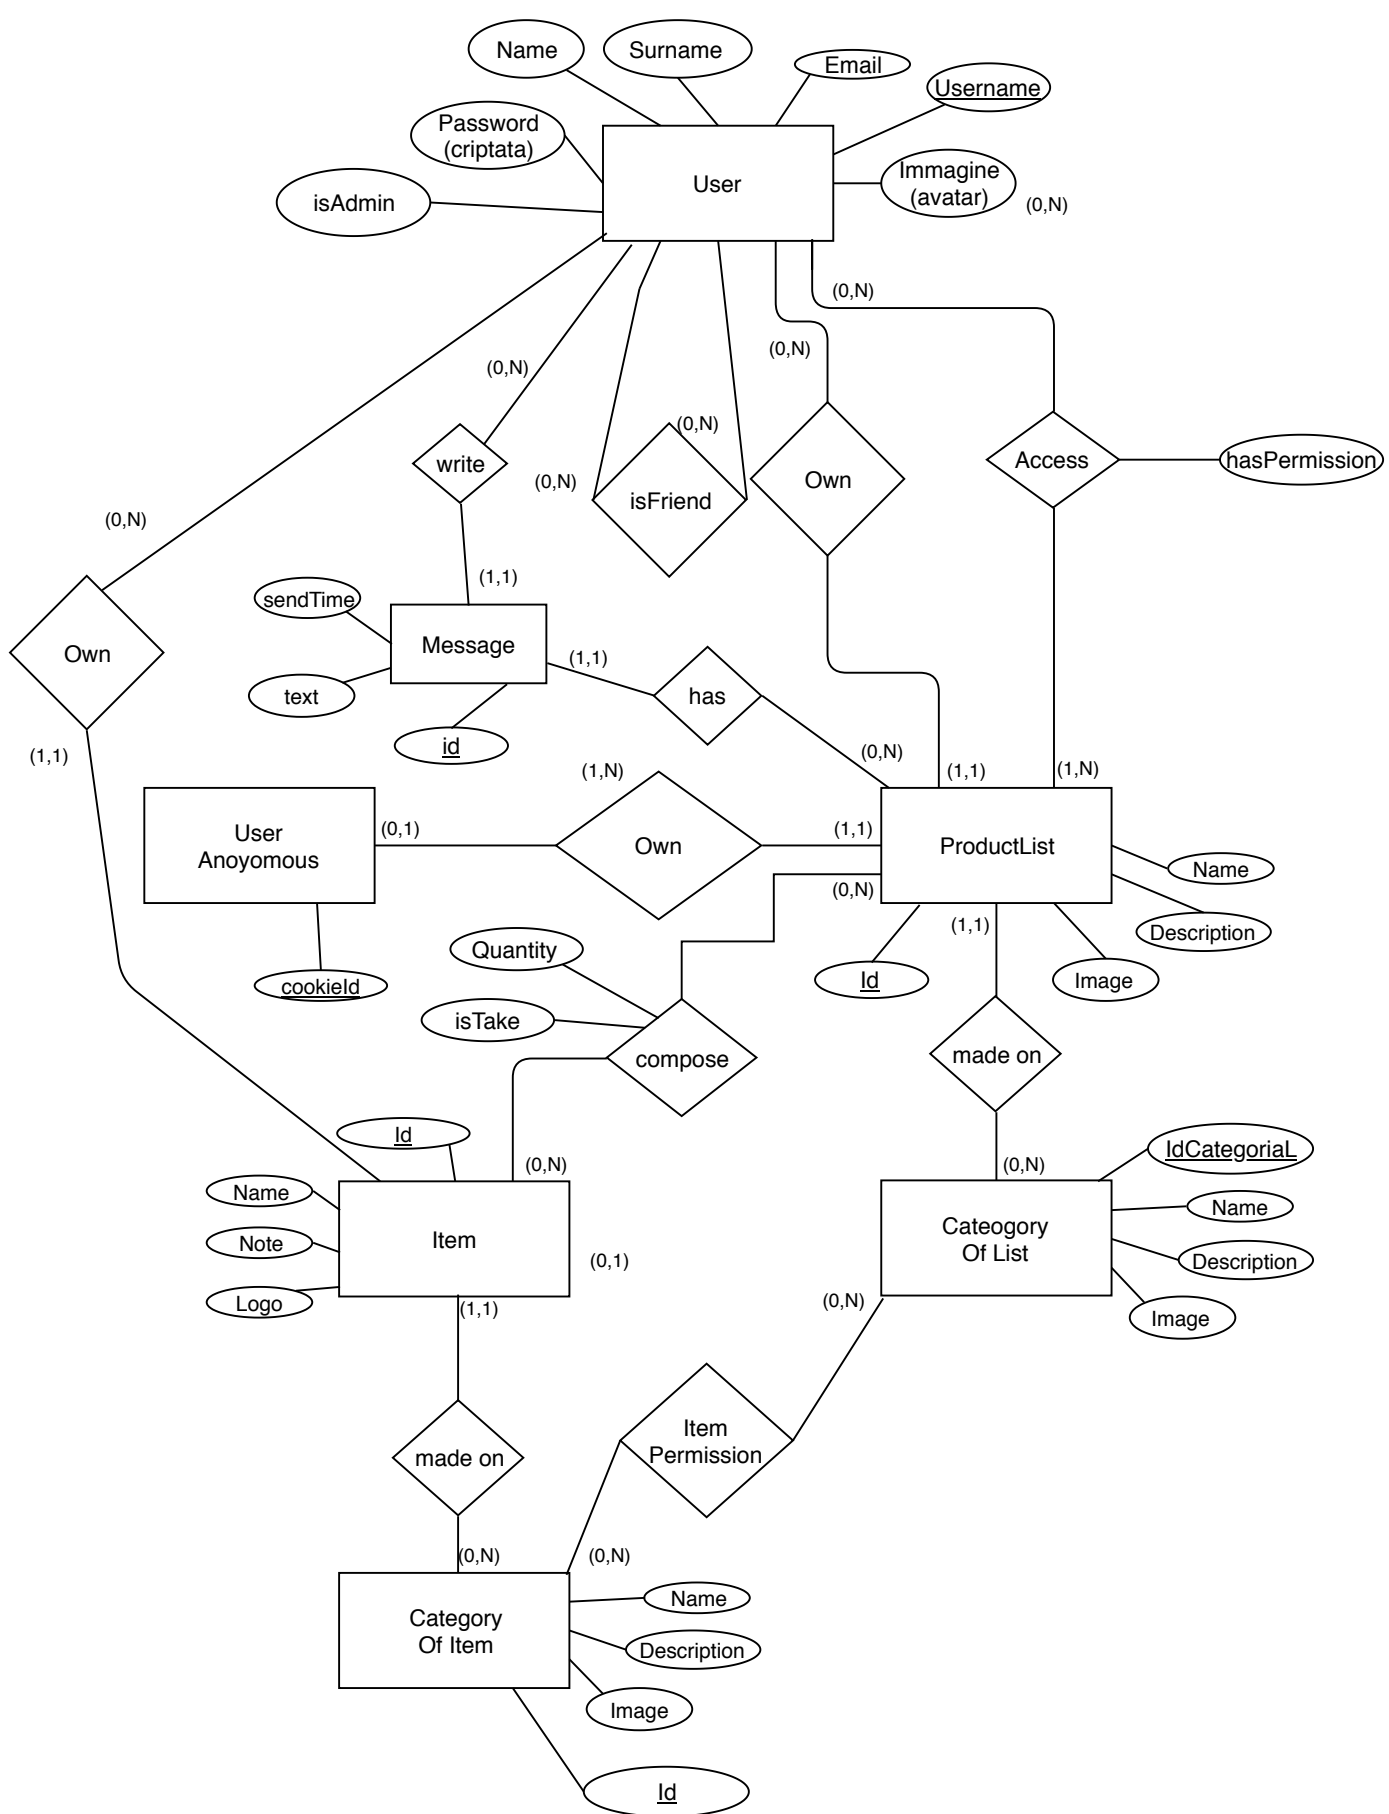 Name
Surname
Email
Username
Password
(criptata)
User
Immagine
(avatar)
isAdmin
(0,N)
(0,N)
(0,N)
(0,N)
(0,N)
write
(0,N)
isFriend
Own
Access
hasPermission
(0,N)
(1,1)
sendTime
Own
Message
(1,1)
text
has
id
(1,1)
(0,N)
(1,N)
(1,1)
(1,N)
User
Anoyomous
(0,1)
Own
(1,1)
ProductList
Name
(0,N)
(1,1)
Description
Quantity
cookieId
Id
Image
isTake
compose
made on
Id
(0,N)
(0,N)
IdCategoriaL
Name
Note
Logo
Item
(0,1)
Cateogory
Of List
Name
Description
Image
(1,1)
(0,N)
made on
Item
Permission
(0,N)
(0,N)
Category
Of Item
Name
Description
Image
Id